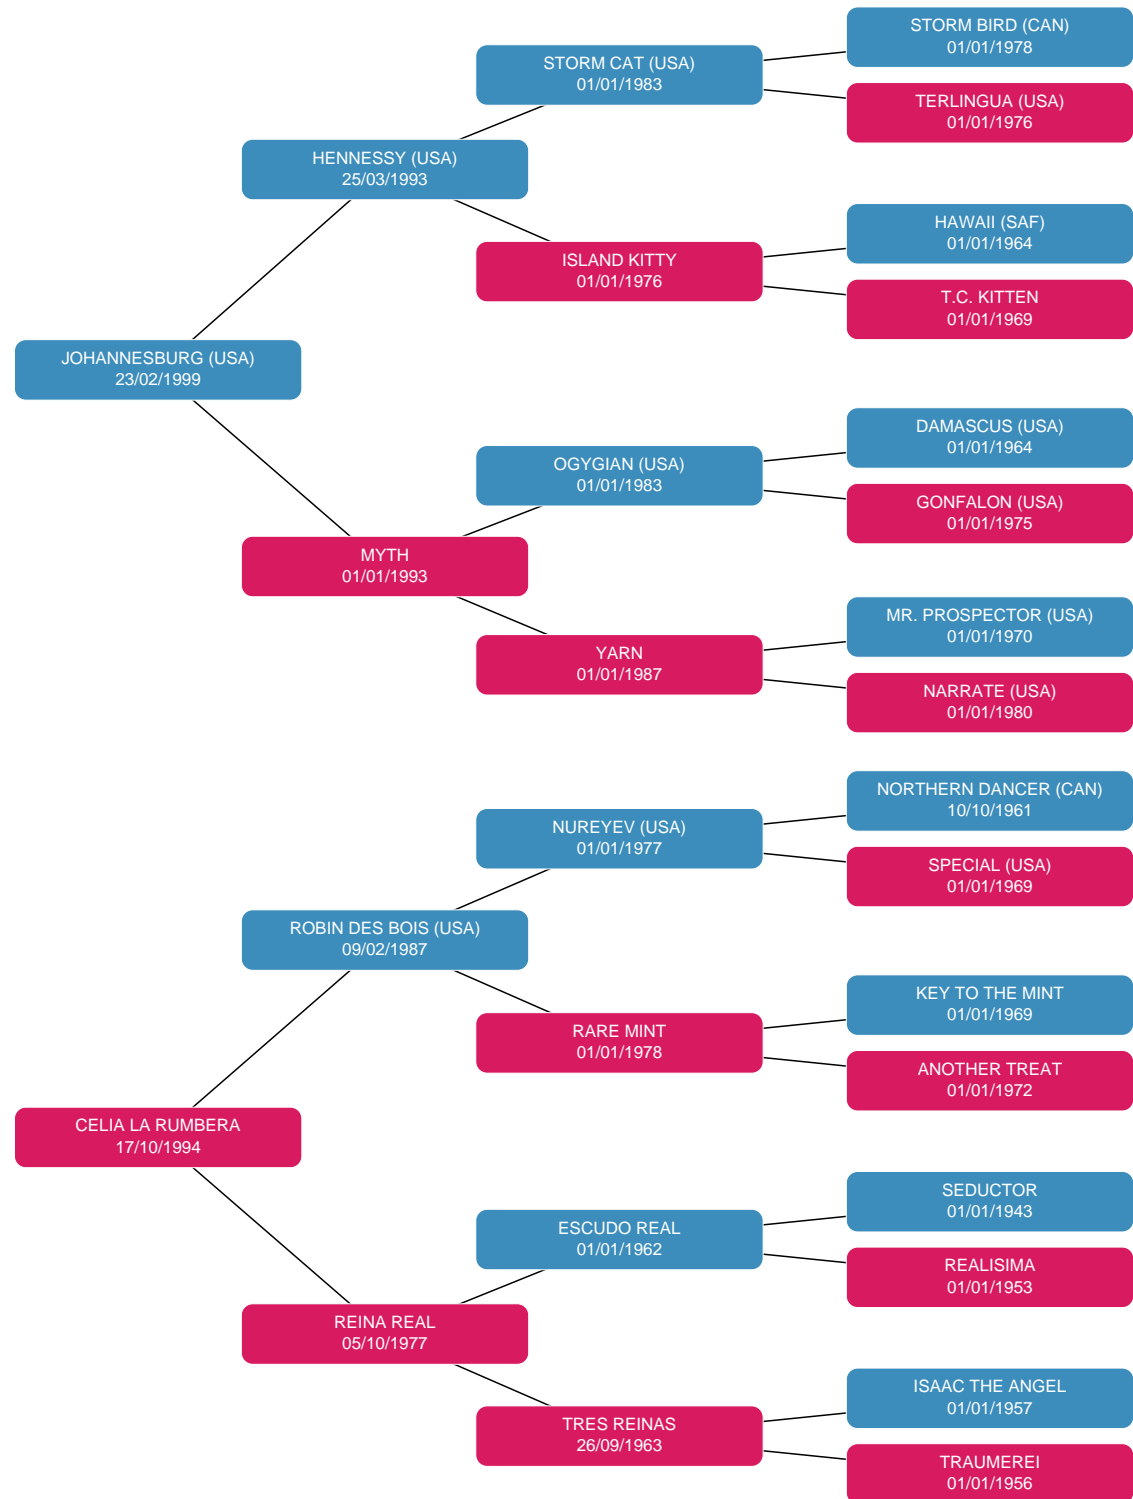 STORM BIRD (CAN)
01/01/1978
STORM CAT (USA)
01/01/1983
TERLINGUA (USA)
01/01/1976
HENNESSY (USA)
25/03/1993
HAWAII (SAF)
01/01/1964
ISLAND KITTY
01/01/1976
T.C. KITTEN
01/01/1969
JOHANNESBURG (USA)
23/02/1999
DAMASCUS (USA)
01/01/1964
OGYGIAN (USA)
01/01/1983
GONFALON (USA)
01/01/1975
MYTH
01/01/1993
MR. PROSPECTOR (USA)
01/01/1970
YARN
01/01/1987
NARRATE (USA)
01/01/1980
NORTHERN DANCER (CAN)
10/10/1961
NUREYEV (USA)
01/01/1977
SPECIAL (USA)
01/01/1969
ROBIN DES BOIS (USA)
09/02/1987
KEY TO THE MINT
01/01/1969
RARE MINT
01/01/1978
ANOTHER TREAT
01/01/1972
CELIA LA RUMBERA
17/10/1994
SEDUCTOR
01/01/1943
ESCUDO REAL
01/01/1962
REALISIMA
01/01/1953
REINA REAL
05/10/1977
ISAAC THE ANGEL
01/01/1957
TRES REINAS
26/09/1963
TRAUMEREI
01/01/1956